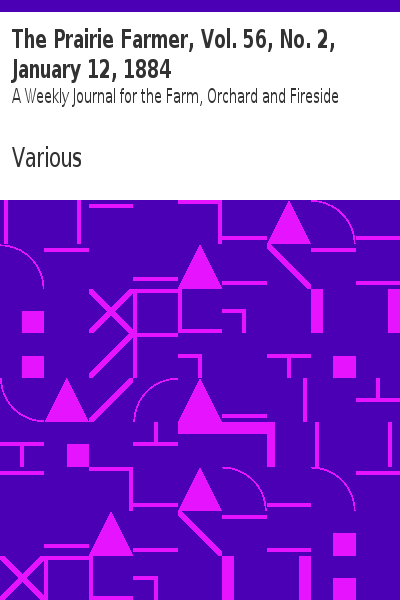 The Prairie Farmer, Vol. 56, No. 2,
January 12, 1884
A Weekly Journal for the Farm, Orchard and Fireside
Various